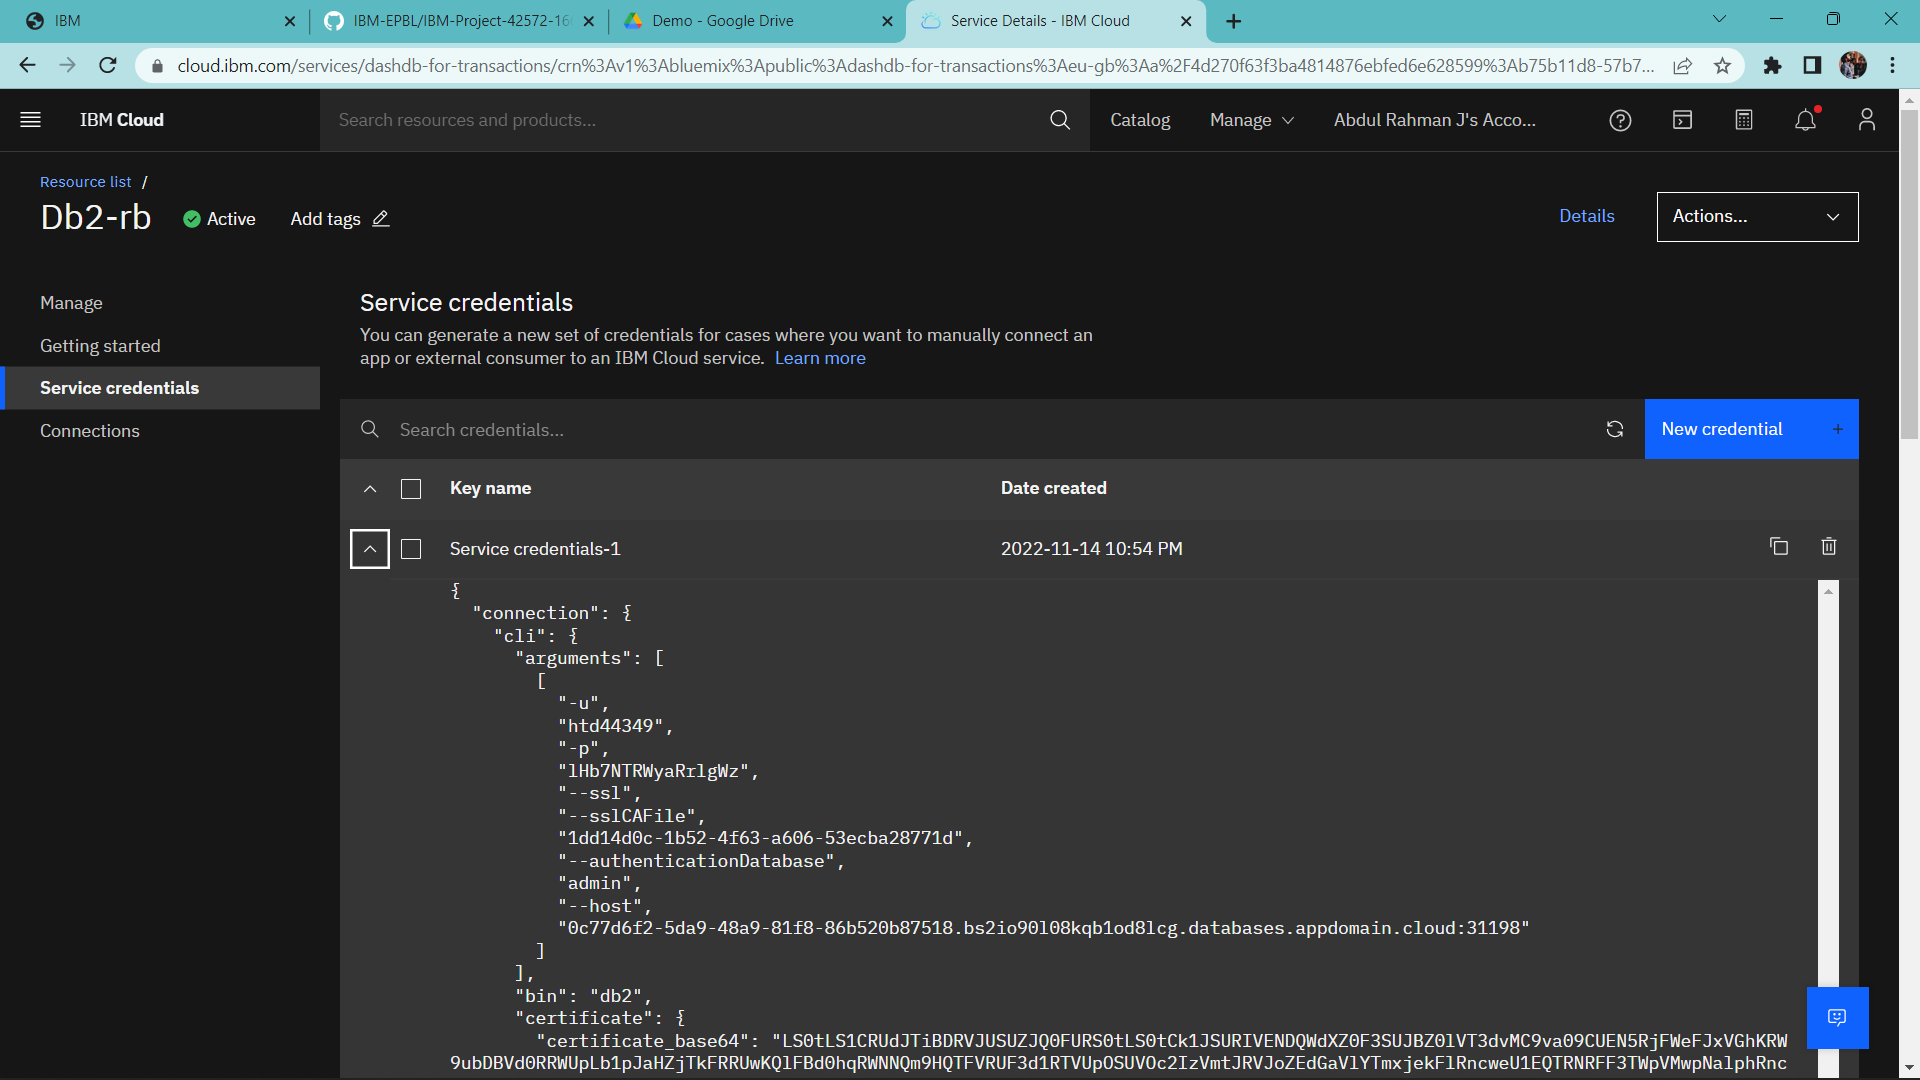 IBM
IBM-EPBL/IBM-Project-42572-16
Demo - Google Drive
Service Details - IBM Cloud
cloud.ibm.com/services/dashdb-for-transactions/crn%3Av1%3Abluemix%3Apublic%3Adashdb-for-transactions%3Aeu-gb%3Aa%2F4d270f63f3ba4814876ebfed6e628599%3Ab75b11d8-57b7...
IBM Cloud
Search resources and products...
Catalog
Manage
Abdul Rahman J's Acco...
Resource list /
Db2-rb
Active
Add tags
Details
Actions...
Manage
Getting started
Service credentials
Connections
Service credentials
You can generate a new set of credentials for cases where you want to manually connect an
app or external consumer to an IBM Cloud service. Learn more
Search credentials...
New credential +
Key name
Date created
Service credentials-1
2022-11-14 10:54 PM
{
"connection": {
"cli": {
"arguments": [
[
"-u",
"htd44349",
"-p",
"lHb7NTRWyaRrlgWz",
"--ssl",
"--sslCAFile",
"1dd14d0c-1b52-4f63-a606-53ecba28771d",
"--authenticationDatabase",
"admin",
"--host",
"0c77d6f2-5da9-48a9-81f8-86b520b87518.bs2io90l08kqb1od8lcg.databases.appdomain.cloud:31198"
]
],
"bin": "db2",
"certificate": {
"certificate_base64": "LS0tLS1CRUdJTiBDRVJUSUZJQ0FURS0tLS0tCk1JSURIVENDQWdXZ0F3SUJBZ0lVT3dvMC9va09CUEN5RjFWeFJxVGhKRW
9ubDBVd0RRWUpLb1pJaHZjTkFRRUwKQlFBd0hqRWNNQm9HQTFVRUF3d1RTVUpOSUVOc2IzVmtJRVJoZEdGaVlYTmxjekFlRncweU1EQTRNRFF3TWpVMwpNalphRnc